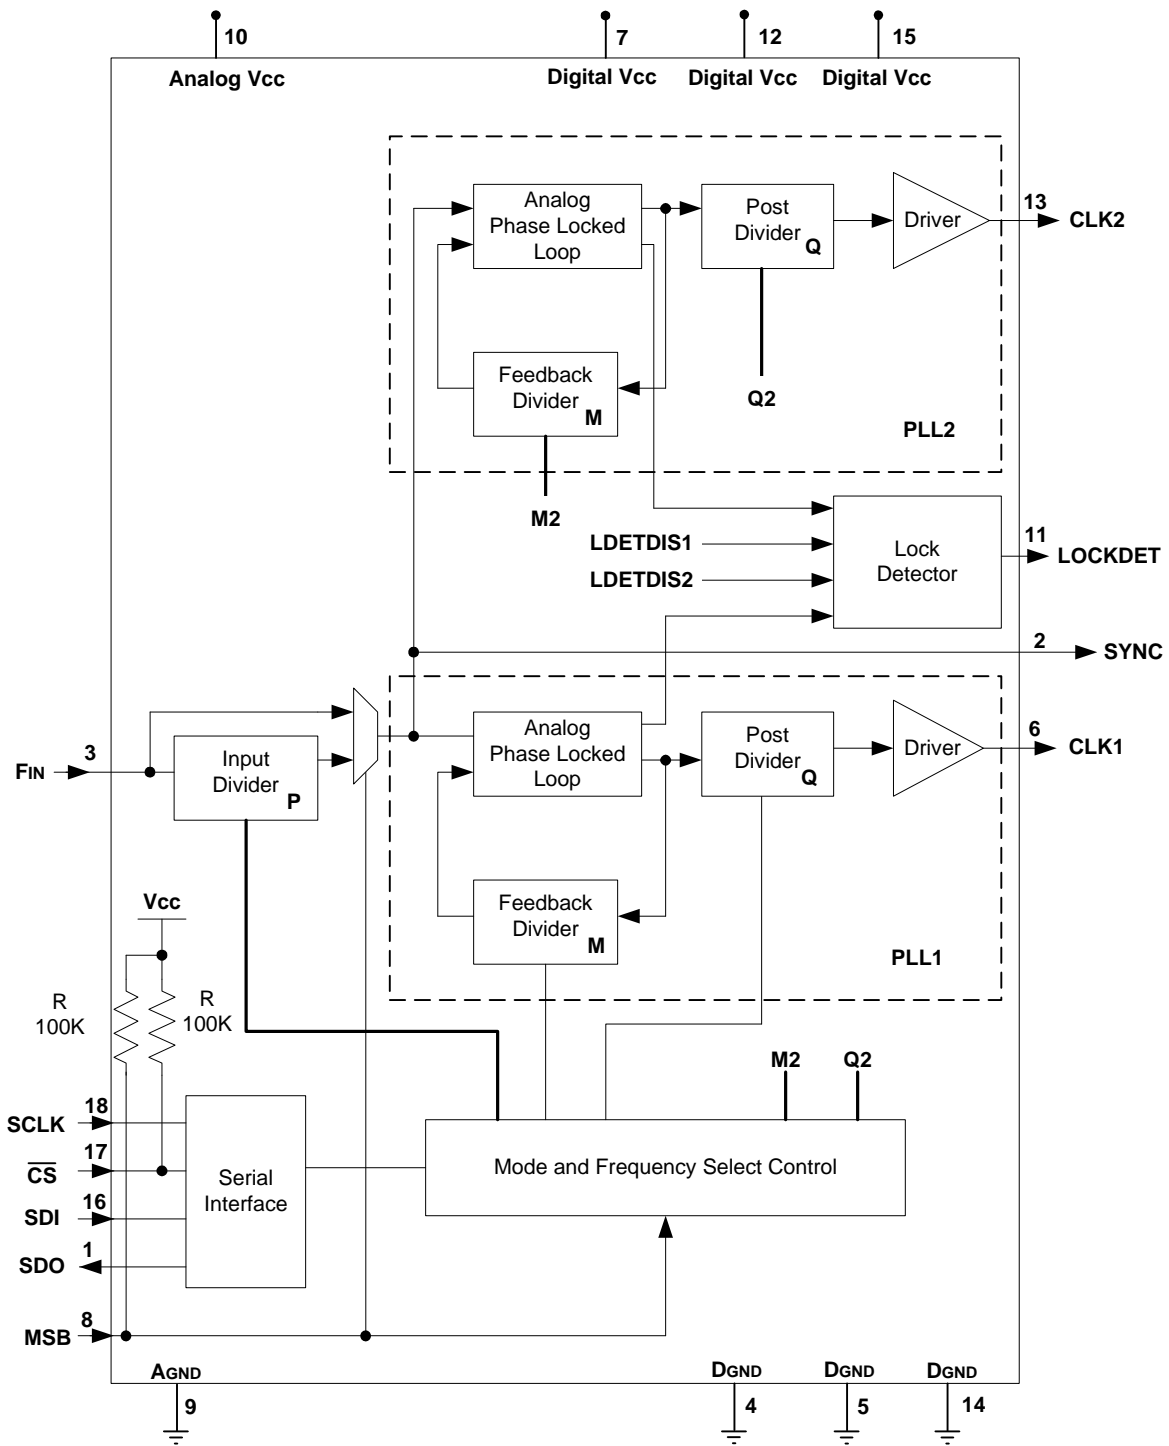 10
7
12
15
Analog Vcc
Digital Vcc
Digital Vcc
Digital Vcc
Analog
Phase Locked
Loop
Post
Divider
Q
Driver
13
CLK2
Feedback
Divider
M
Q2
PLL2
M2
LDETDIS1
LDETDIS2
Lock
Detector
11
LOCKDET
2
SYNC
FIN
3
Input
Divider
P
Analog
Phase Locked
Loop
Post
Divider
Q
Driver
6
CLK1
Feedback
Divider
M
PLL1
Vcc
R
100K
R
100K
M2
Q2
SCLK
18
CS
17
SDI
16
SDO
1
MSB
8
Serial
Interface
Mode and Frequency Select Control
AGND
DGND
DGND
DGND
9
4
5
14